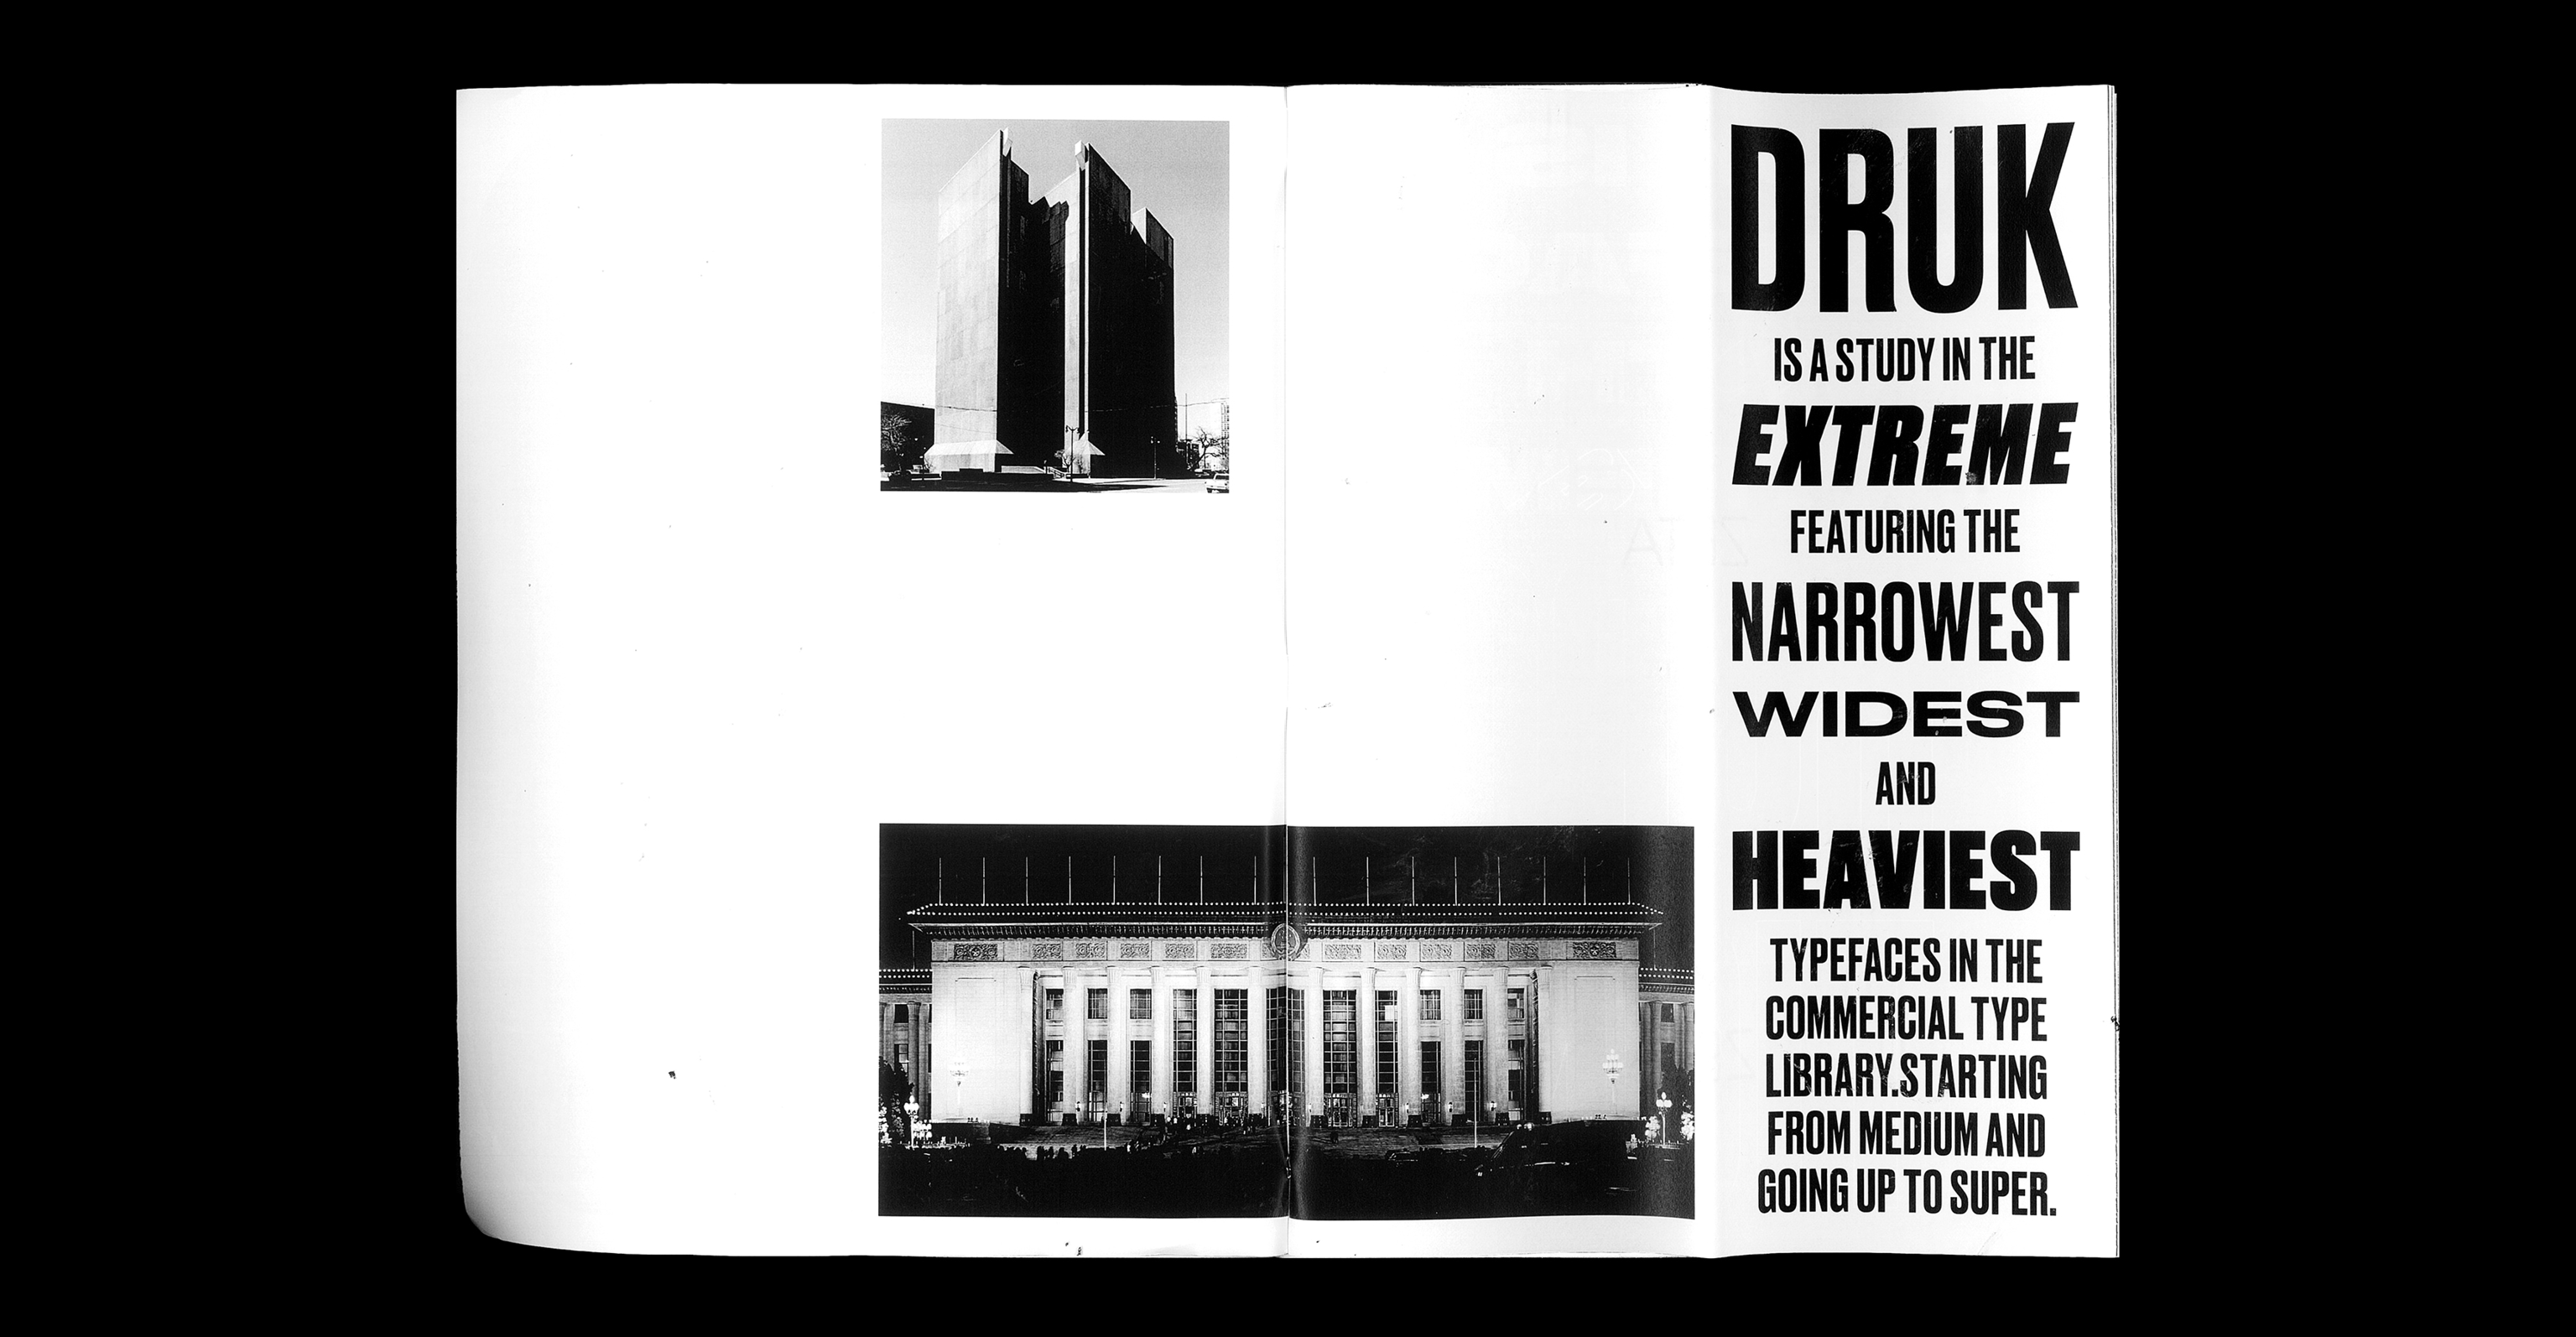 DRUK
IS A STUDY IN THE
EXTREME
FEATURING THE
NARROWEST
WIDEST
AND
HEAVIEST
TYPEFACES IN THE
COMMERCIAL TYPE
LIBRARY.STARTING
FROM MEDIUM AND
GOING UP TO SUPER.